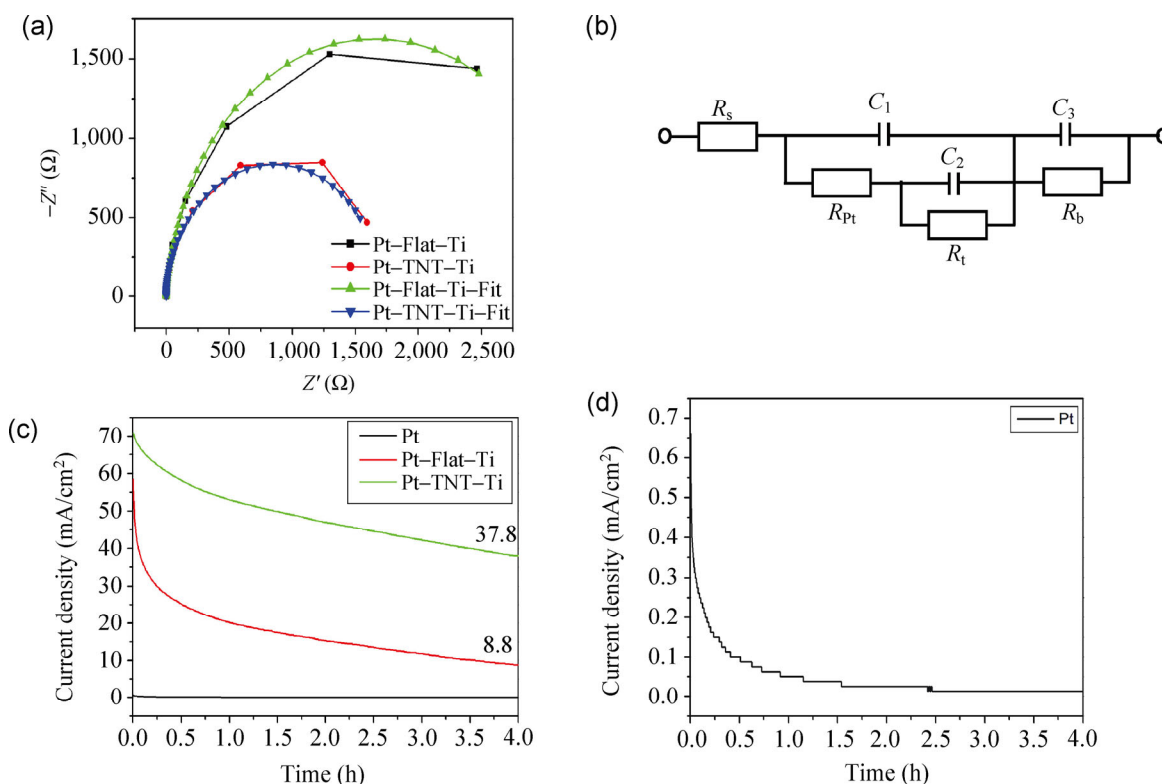 (a)
1,500
1,000
500
0
−Z″ (Ω)
Pt–Flat–Ti
Pt–TNT–Ti
Pt–Flat–Ti–Fit
Pt–TNT–Ti–Fit
0 500 1,000 1,500 2,000 2,500
Z′ (Ω)
(b)
Rs
C1
C3
C2
RPt
Rb
Rt
(c)
70
60
50
40
30
20
10
0
Current density (mA/cm²)
Pt
Pt–Flat–Ti
Pt–TNT–Ti
37.8
8.8
0.0 0.5 1.0 1.5 2.0 2.5 3.0 3.5 4.0
Time (h)
(d)
0.7
0.6
0.5
0.4
0.3
0.2
0.1
0.0
Current density (mA/cm²)
Pt
0.0 0.5 1.0 1.5 2.0 2.5 3.0 3.5 4.0
Time (h)